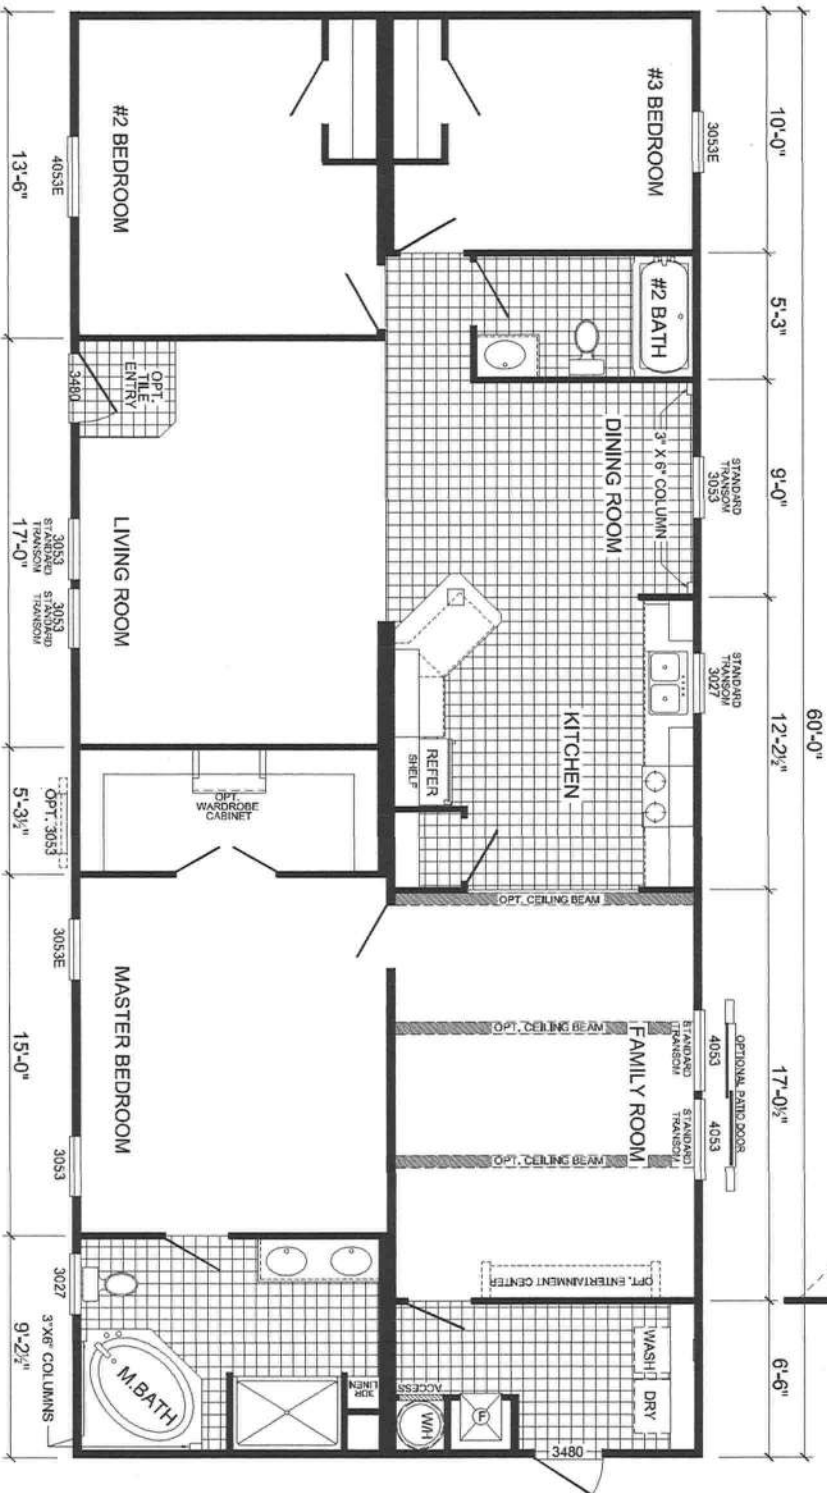 60'-0"
10'-0"
5'-3"
9'-0"
12'-2½"
17'-0½"
6'-6"
3053E
STANDARD
TRANSOM
3053
STANDARD
TRANSOM
3027
OPTIONAL PATIO DOOR
4053
STANDARD
TRANSOM
4053
STANDARD
TRANSOM
#3 BEDROOM
#2 BATH
3" X 6" COLUMN
DINING ROOM
KITCHEN
REFER
SHELF
OPT. CEILING BEAM
OPT. CEILING BEAM
OPT. CEILING BEAM
FAMILY ROOM
OPT. ENTERTAINMENT CENTER
WASH
DRY
ACCESS
W/H
F
3480
#2 BEDROOM
OPT.
TILE
ENTRY
3480
LIVING ROOM
OPT.
WARDROBE
CABINET
MASTER BEDROOM
M.BATH
3DR
LINEN
4053E
3053
STANDARD
TRANSOM
3053
STANDARD
TRANSOM
OPT. 3053
3053E
3053
3027
3"X6" COLUMNS
13'-6"
17'-0"
5'-3½"
15'-0"
9'-2½"